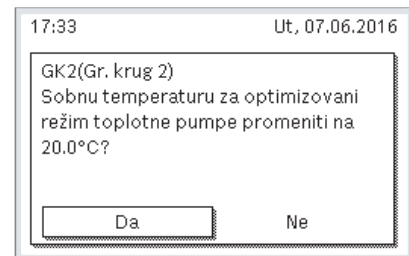 17:33 Ut, 07.06.2016
GK2(Gr. krug 2)
Sobnu temperaturu za optimizovani
režim toplotne pumpe promeniti na
20.0°C?
Da Ne